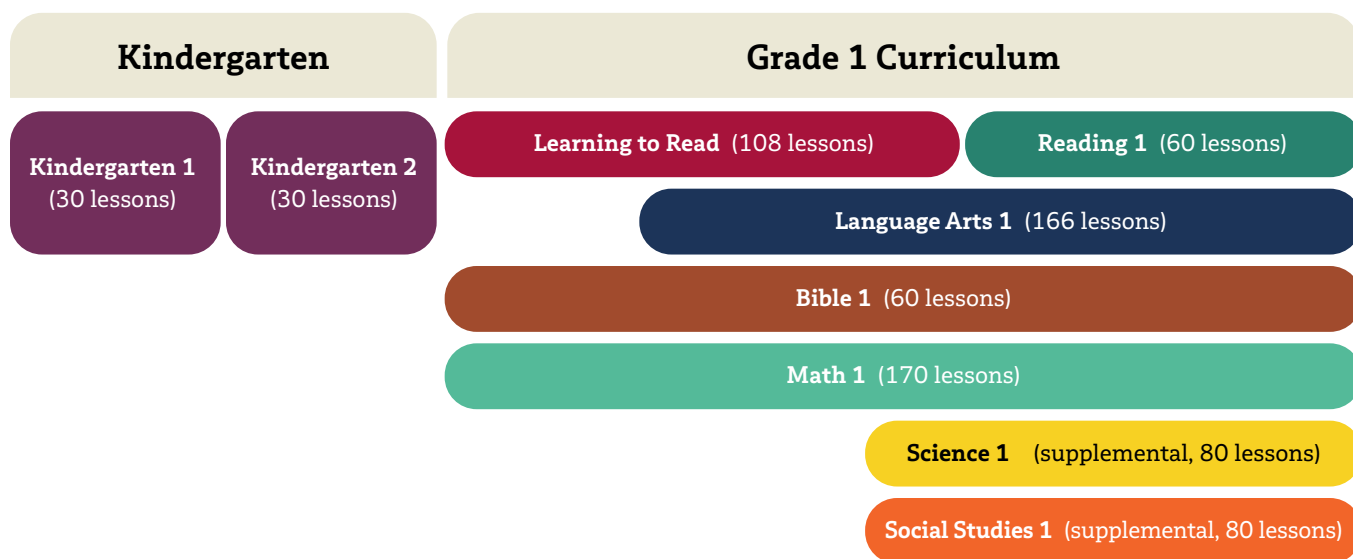 Kindergarten
Grade 1 Curriculum
Kindergarten 1
(30 lessons)
Kindergarten 2
(30 lessons)
Learning to Read (108 lessons)
Reading 1 (60 lessons)
Language Arts 1 (166 lessons)
Bible 1 (60 lessons)
Math 1 (170 lessons)
Science 1 (supplemental, 80 lessons)
Social Studies 1 (supplemental, 80 lessons)